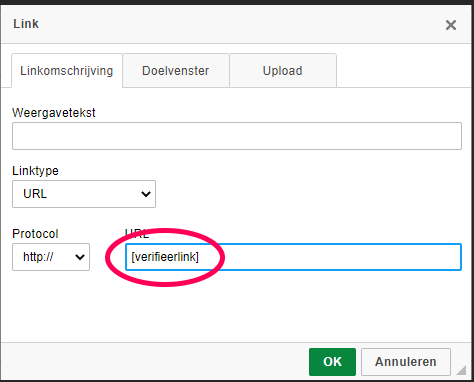 Link
Linkomschrijving Doelvenster Upload
Weergavetekst
Linktype
URL
Protocol URL
http:// [verifieerlink]
OK Annuleren